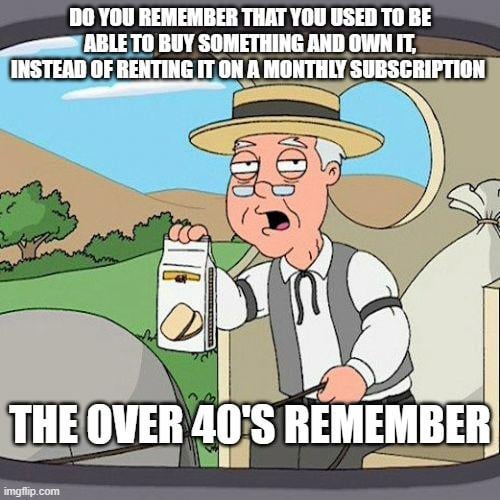 DO YOU REMEMBER THAT YOU USED TO BE
ABLE TO BUY SOMETHING AND OWN IT,
INSTEAD OF RENTING IT ON A MONTHLY SUBSCRIPTION
THE OVER 40'S REMEMBER
imgflip.com